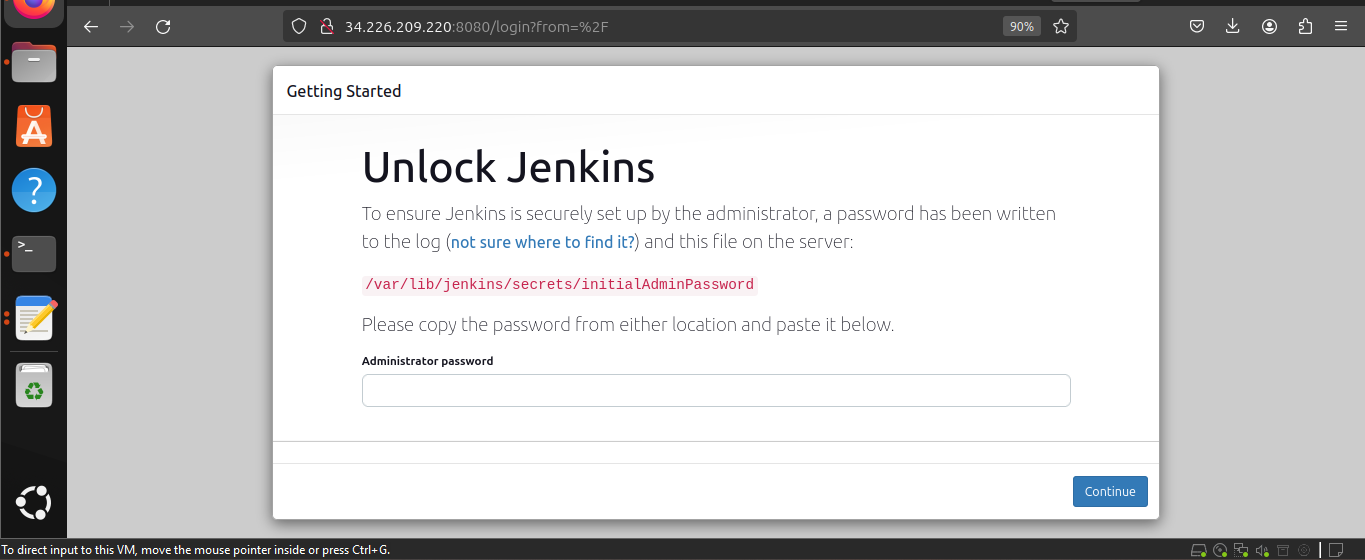 34.226.209.220:8080/login?from=%2F
90%
Getting Started
Unlock Jenkins
To ensure Jenkins is securely set up by the administrator, a password has been written
to the log (not sure where to find it?) and this file on the server:
/var/lib/jenkins/secrets/initialAdminPassword
Please copy the password from either location and paste it below.
Administrator password
Continue
To direct input to this VM, move the mouse pointer inside or press Ctrl+G.